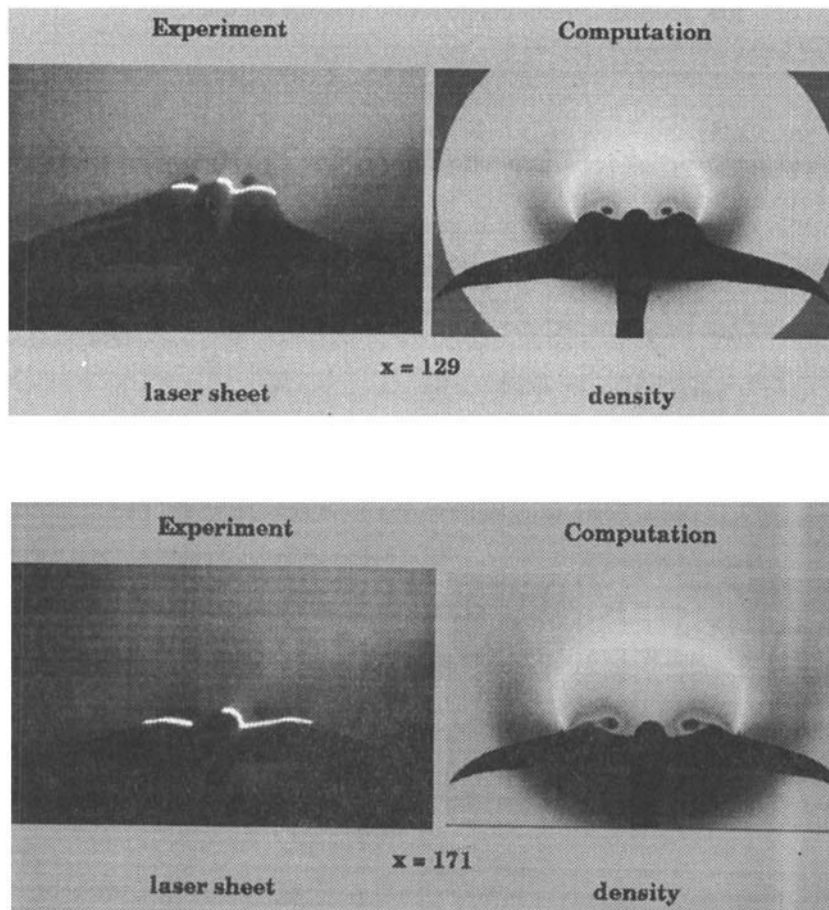 Experiment Computation
x = 129
laser sheet density
Experiment Computation
x = 171
laser sheet density